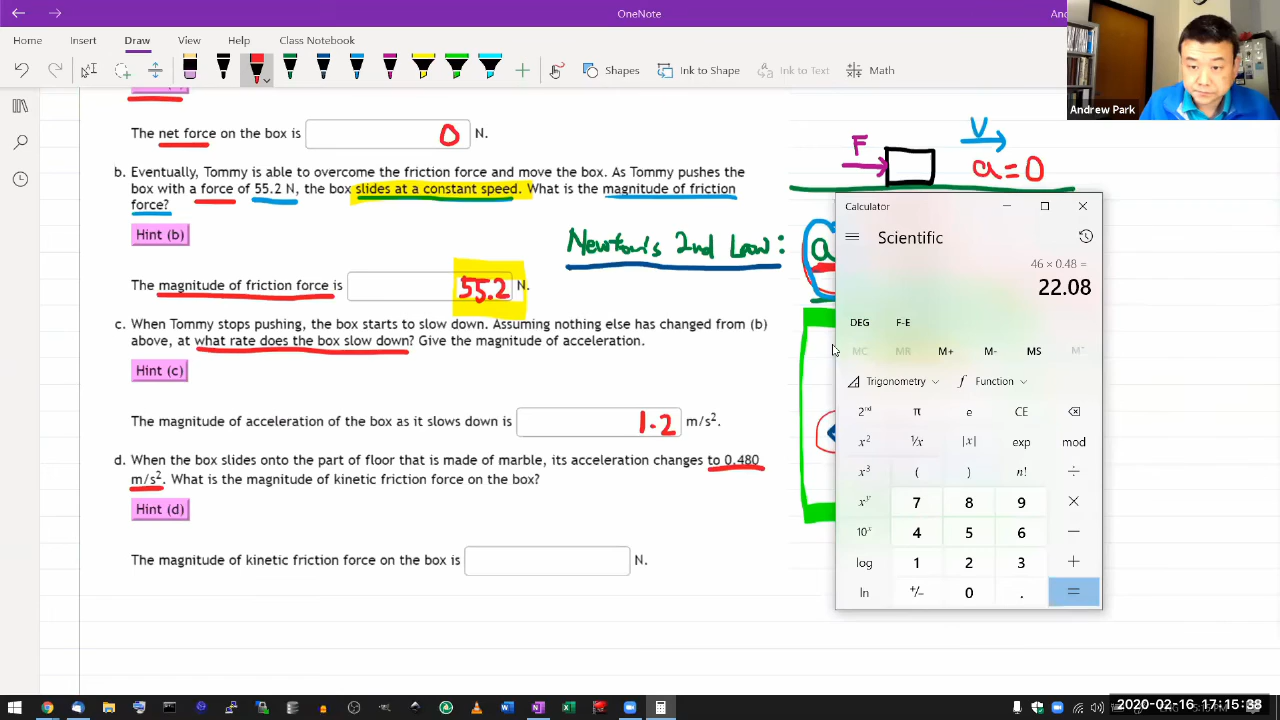 OneNote
An
Home Insert Draw View Help Class Notebook
Shapes Ink to Shape Ink to Text Math
Andrew Park
The net force on the box is 0 N.
b. Eventually, Tommy is able to overcome the friction force and move the box. As Tommy pushes the
box with a force of 55.2 N, the box slides at a constant speed. What is the magnitude of friction
force?
Hint (b)
The magnitude of friction force is 55.2 N.
c. When Tommy stops pushing, the box starts to slow down. Assuming nothing else has changed from (b)
above, at what rate does the box slow down? Give the magnitude of acceleration.
Hint (c)
The magnitude of acceleration of the box as it slows down is 1.2 m/s².
d. When the box slides onto the part of floor that is made of marble, its acceleration changes to 0.480
m/s². What is the magnitude of kinetic friction force on the box?
Hint (d)
The magnitude of kinetic friction force on the box is N.
F V
a=0
Newton's 2nd Law: a
Calculator
Scientific
46 × 0.48 =
22.08
DEG F-E
MC MR M+ M- MS M˅
Trigonometry Function
2ⁿᵈ π e CE
x² ¹/x |x| exp mod
x³ ( ) n! ÷
xʸ 7 8 9 ×
10ˣ 4 5 6 −
log 1 2 3 +
ln +/− 0 . =
2020-02-16 17:15:38